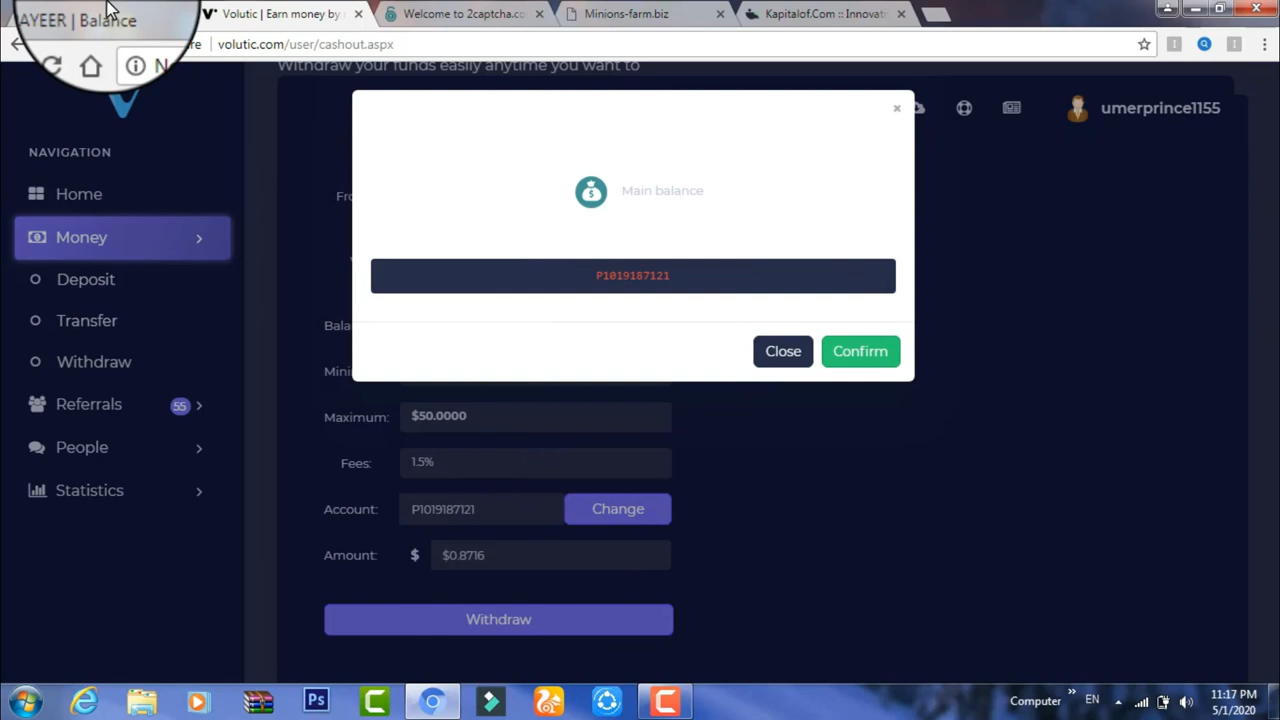 AYEER | Balance
Volutic | Earn money by
Welcome to 2captcha.co
Minions-farm.biz
Kapitalof.Com :: Innovat
volutic.com/user/cashout.aspx
Withdraw your funds easily anytime you want to
umerprince1155
NAVIGATION
Home
Money
Deposit
Transfer
Withdraw
Referrals 55
People
Statistics
Main balance
P1019187121
Close
Confirm
Maximum: $50.0000
Fees: 1.5%
Account: P1019187121 Change
Amount: $ $0.8716
Withdraw
Computer
EN
11:17 PM
5/1/2020